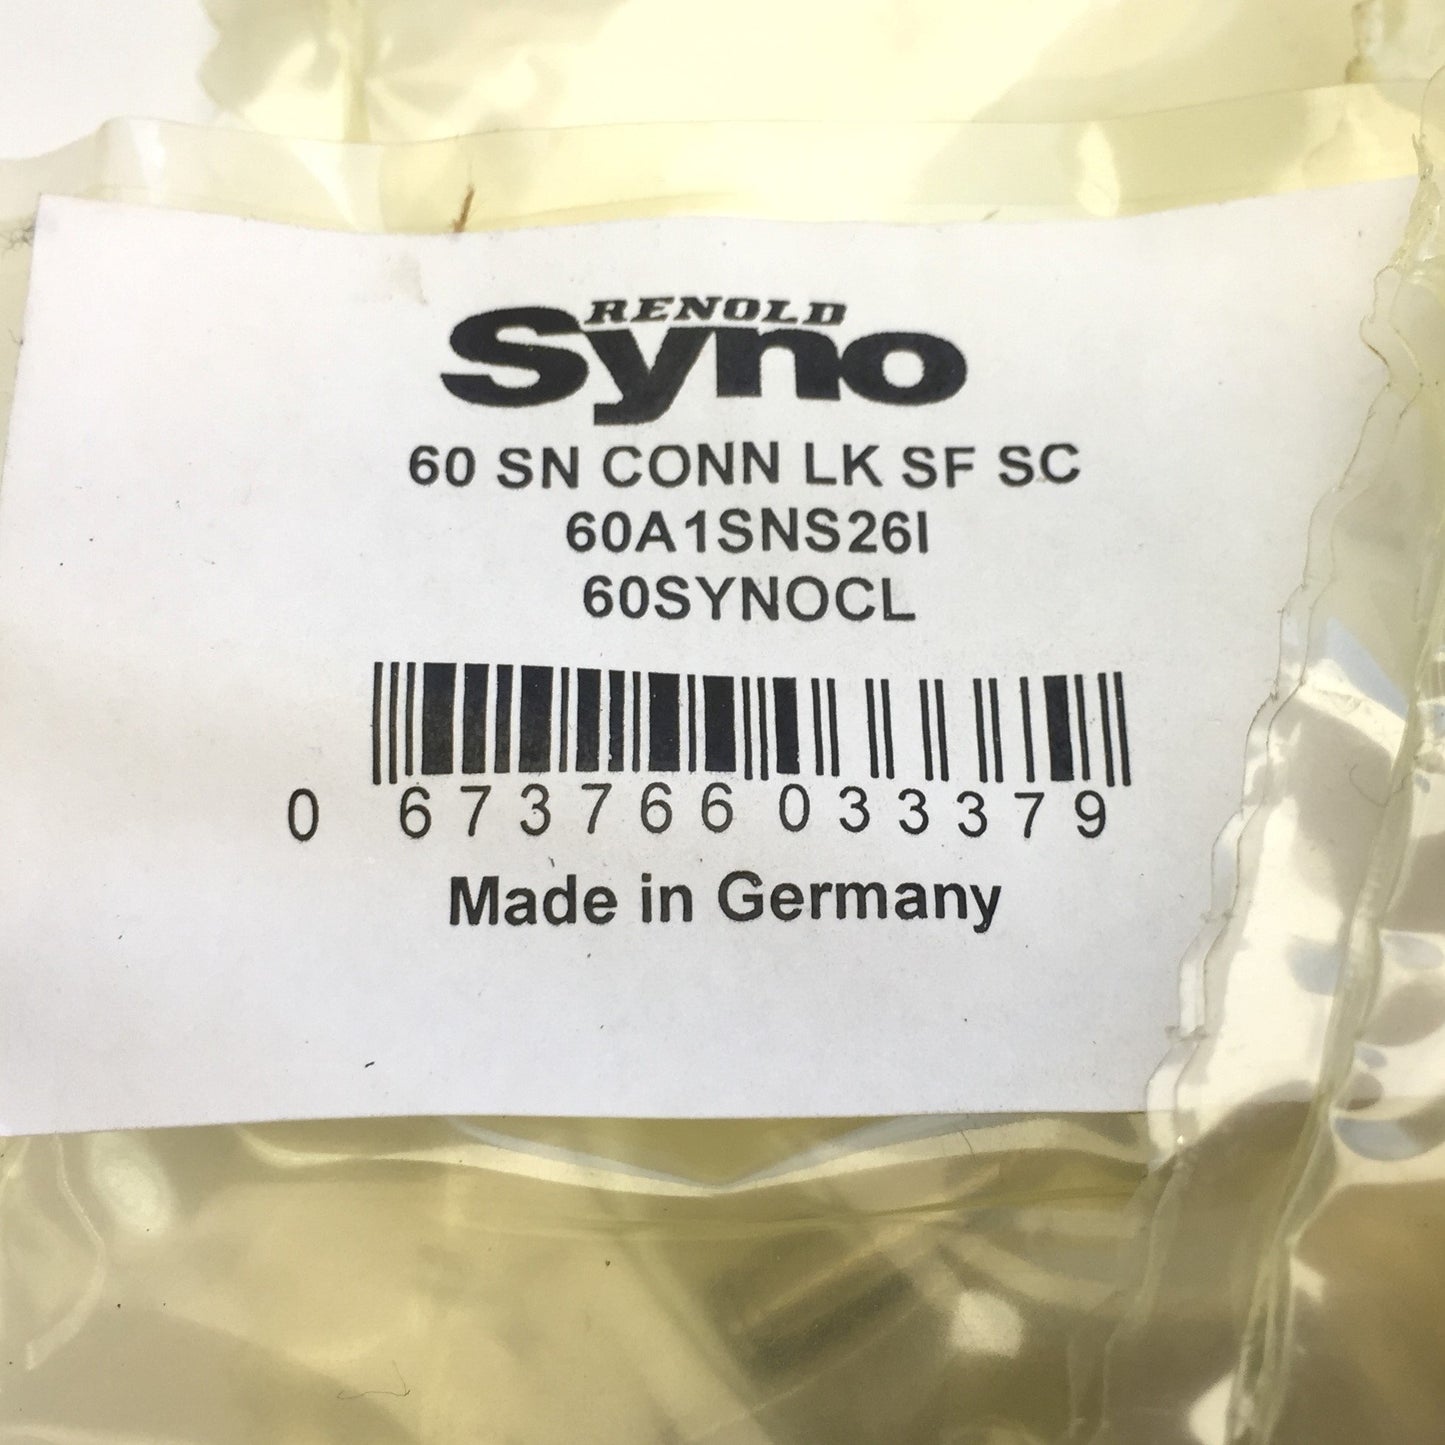 RENOLD
Syno
60 SN CONN LK SF SC
60A1SNS26I
60SYNOCL
0 673766 033379
Made in Germany